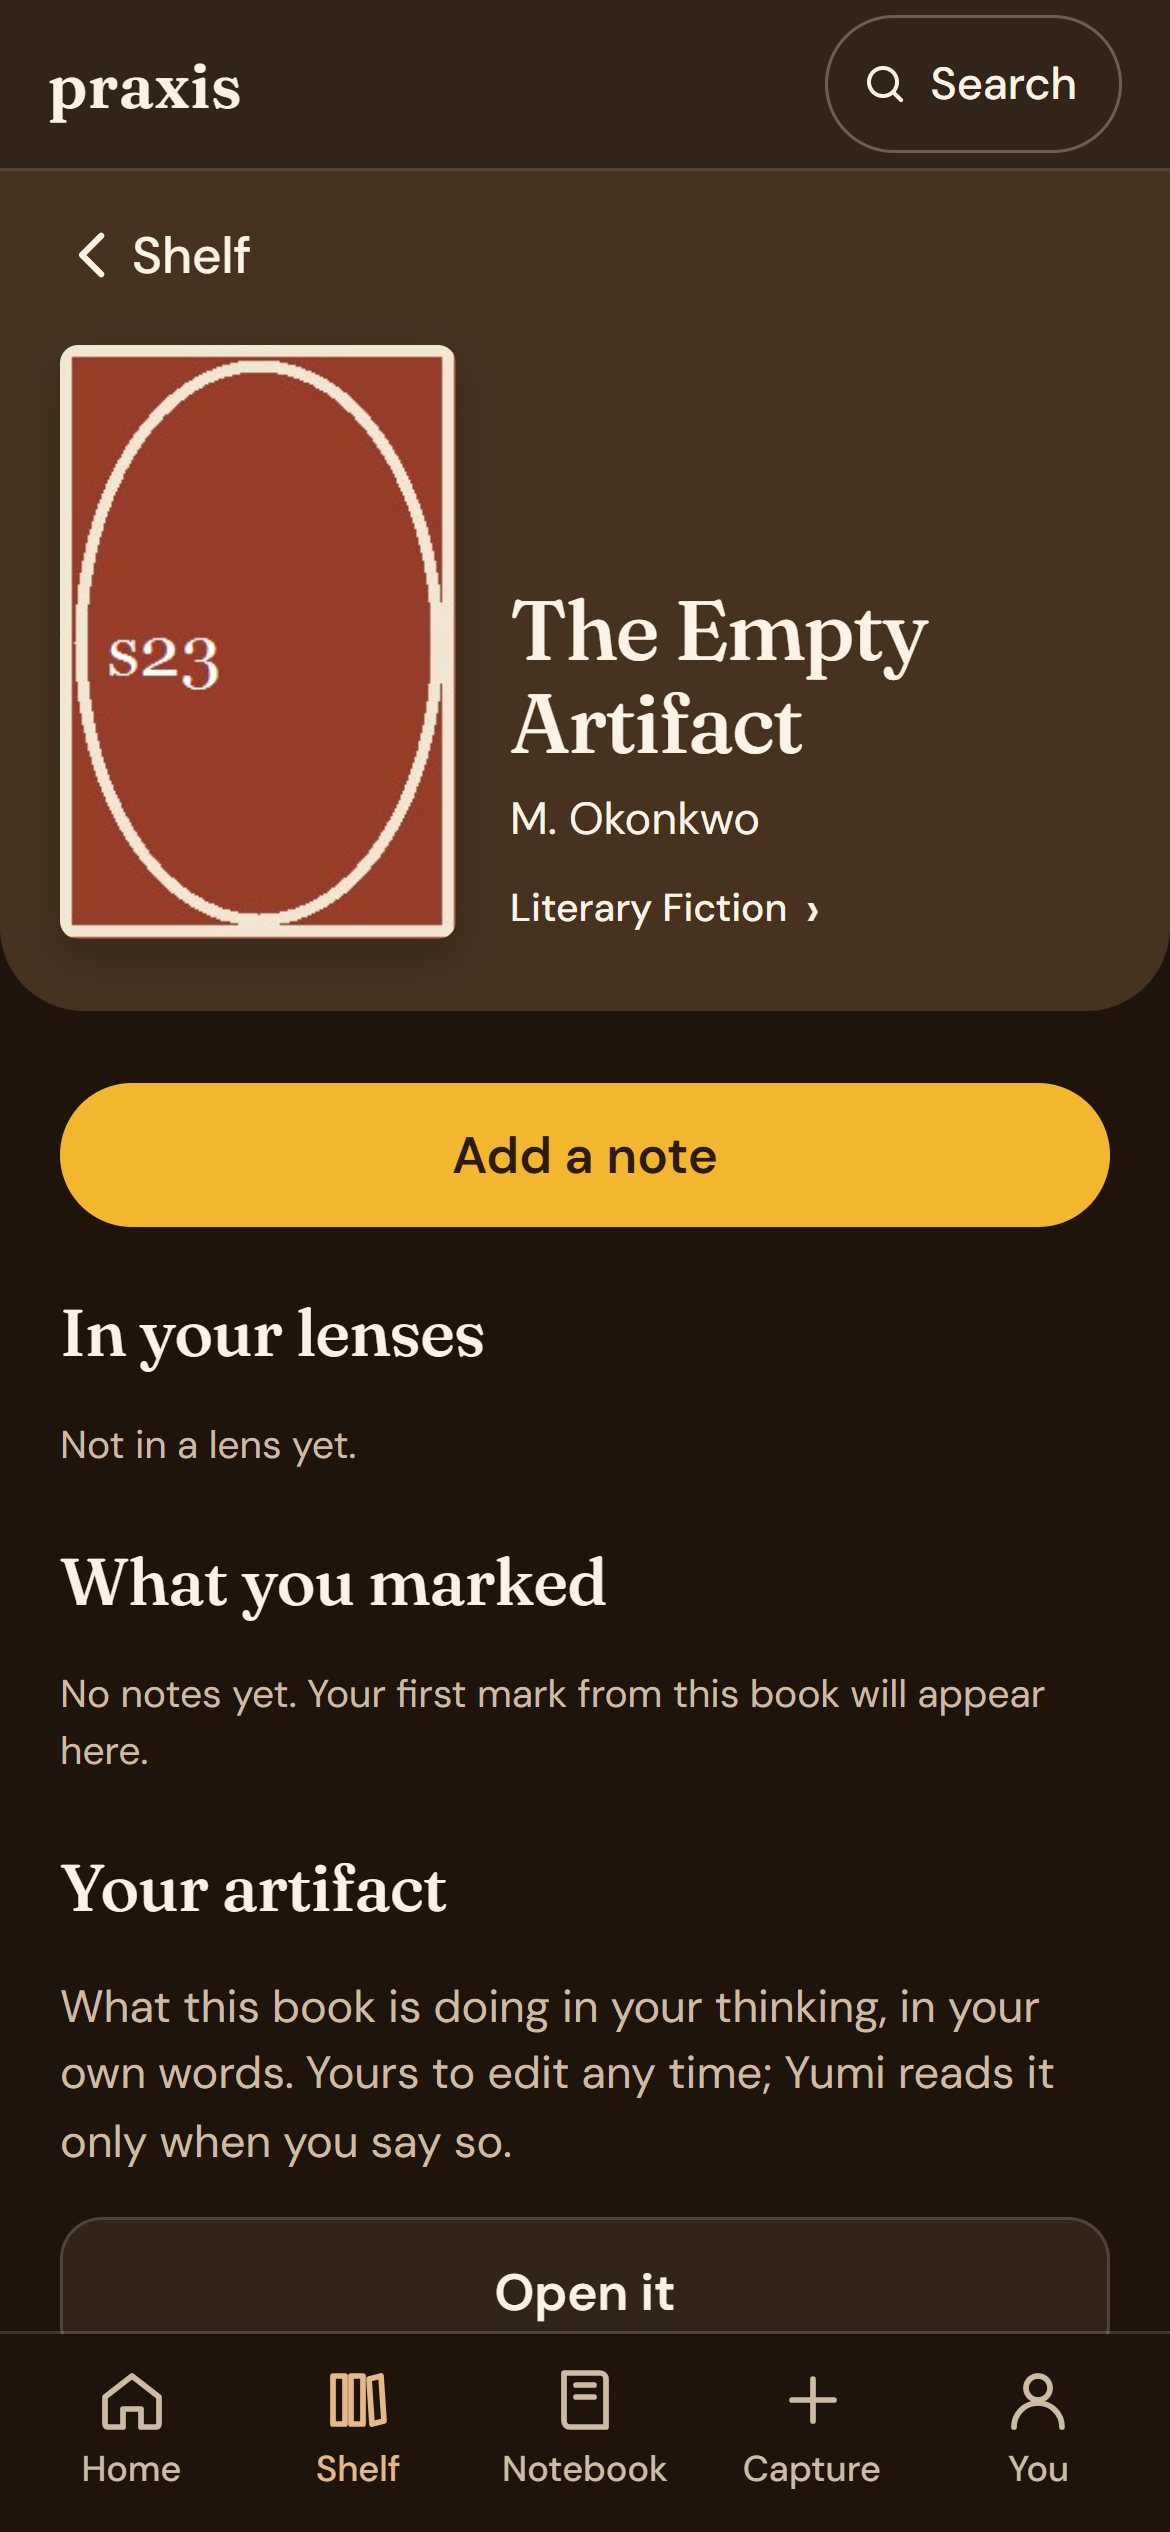 praxis
Search
Shelf
s23
The Empty
Artifact
M. Okonkwo
Literary Fiction ›
Add a note
In your lenses
Not in a lens yet.
What you marked
No notes yet. Your first mark from this book will appear
here.
Your artifact
What this book is doing in your thinking, in your
own words. Yours to edit any time; Yumi reads it
only when you say so.
Open it
Home
Shelf
Notebook
Capture
You